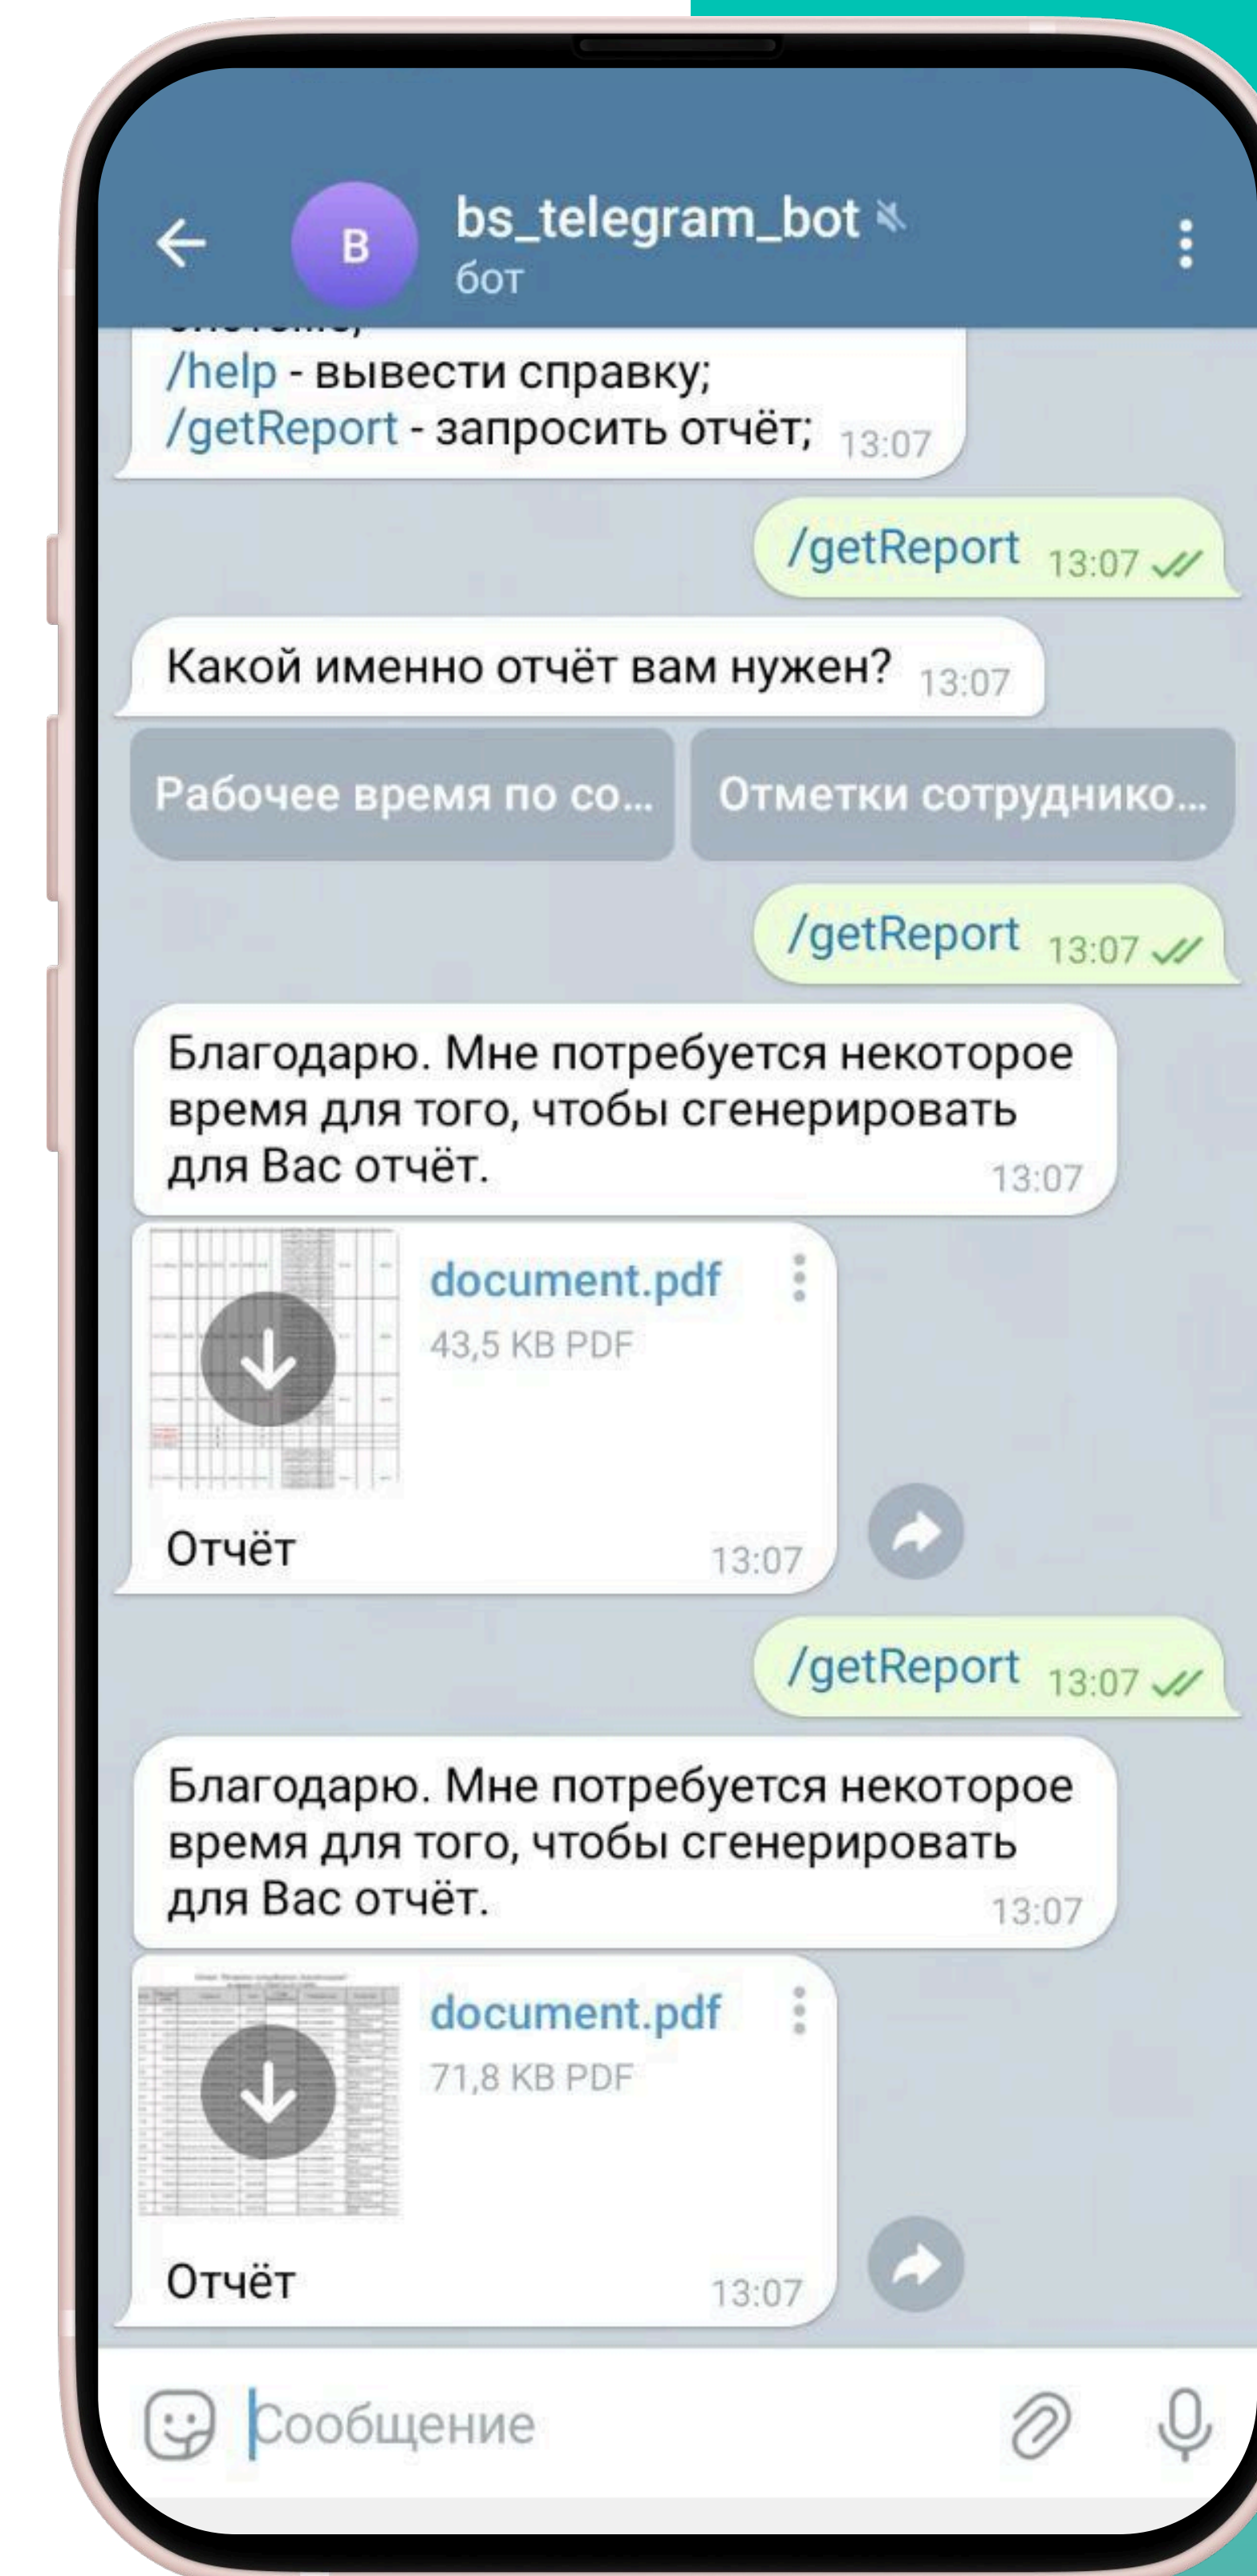 B
bs_telegram_bot
бот
/help - вывести справку;
/getReport - запросить отчёт; 13:07
/getReport 13:07
Какой именно отчёт вам нужен? 13:07
Рабочее время по со... Отметки сотруднико...
/getReport 13:07
Благодарю. Мне потребуется некоторое
время для того, чтобы сгенерировать
для Вас отчёт. 13:07
document.pdf
43,5 KB PDF
Отчёт 13:07
/getReport 13:07
Благодарю. Мне потребуется некоторое
время для того, чтобы сгенерировать
для Вас отчёт. 13:07
document.pdf
71,8 KB PDF
Отчёт 13:07
Сообщение